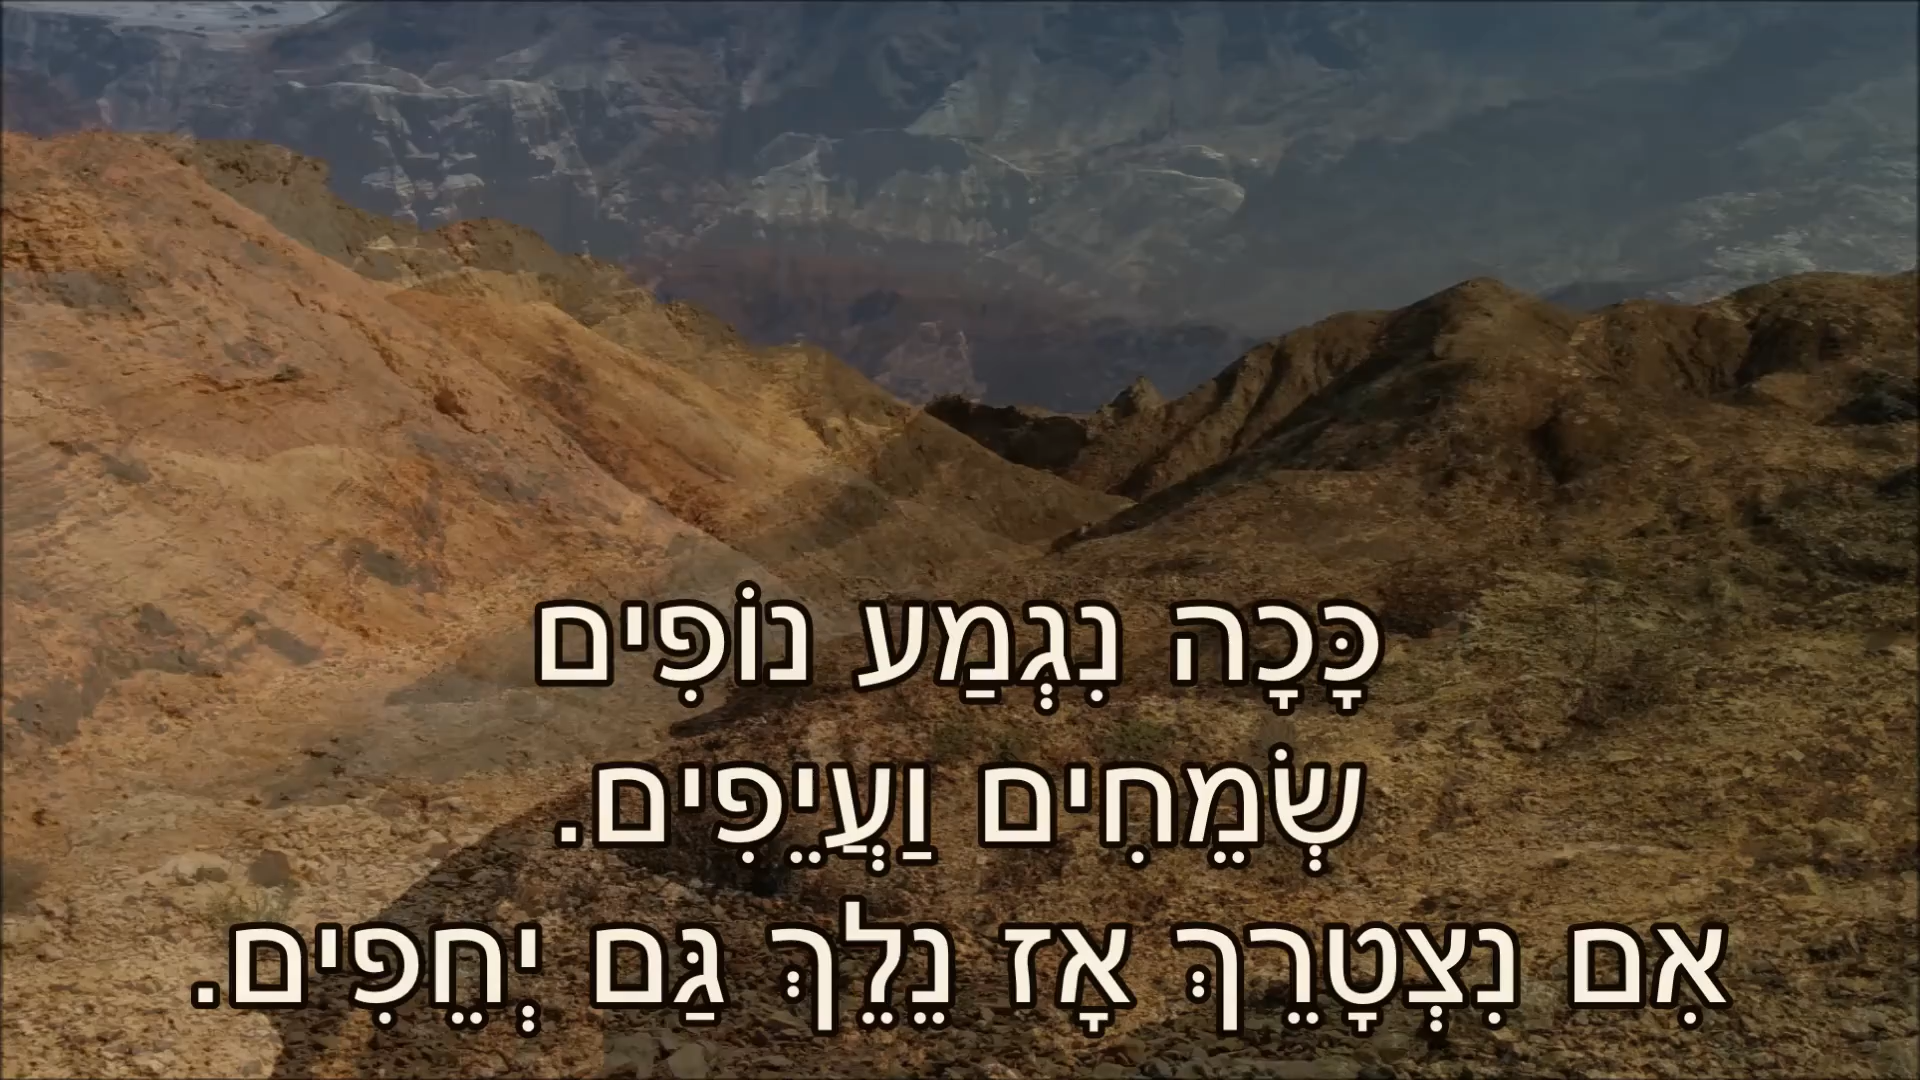 כָּכָה נִגְמַע נוֹפִים
שְׂמֵחִים וַעֲיֵפִים.
אִם נִצְטָרֵךְ אָז נֵלֵךְ גַּם יְחֵפִים.